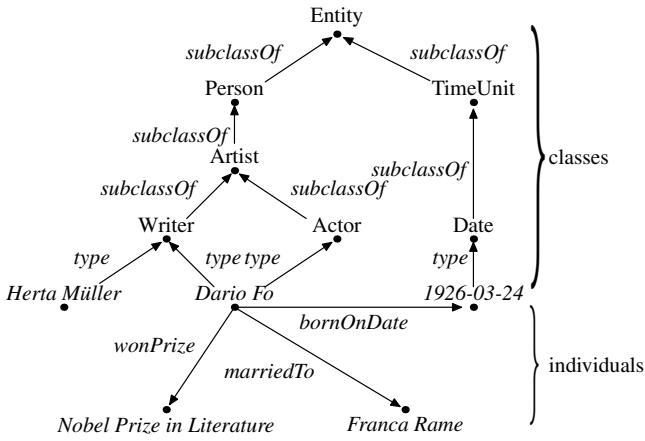 Entity
subclassOf subclassOf
Person TimeUnit
subclassOf
Artist classes
subclassOf subclassOf subclassOf
Writer Actor Date
type type type type
Herta Müller Dario Fo 1926-03-24
bornOnDate
wonPrize
marriedTo individuals
Nobel Prize in Literature Franca Rame